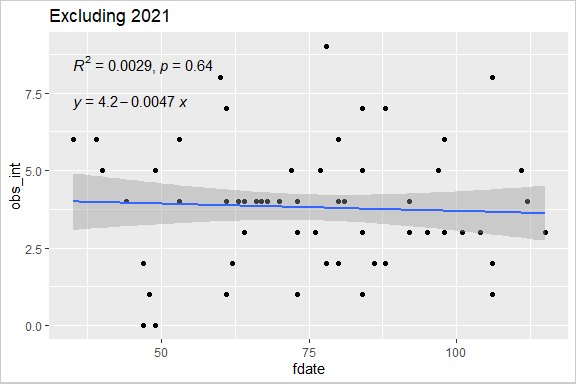 Excluding 2021
R² = 0.0029, p = 0.64
y = 4.2 – 0.0047 x
7.5
5.0
2.5
0.0
obs_int
50 75 100
fdate